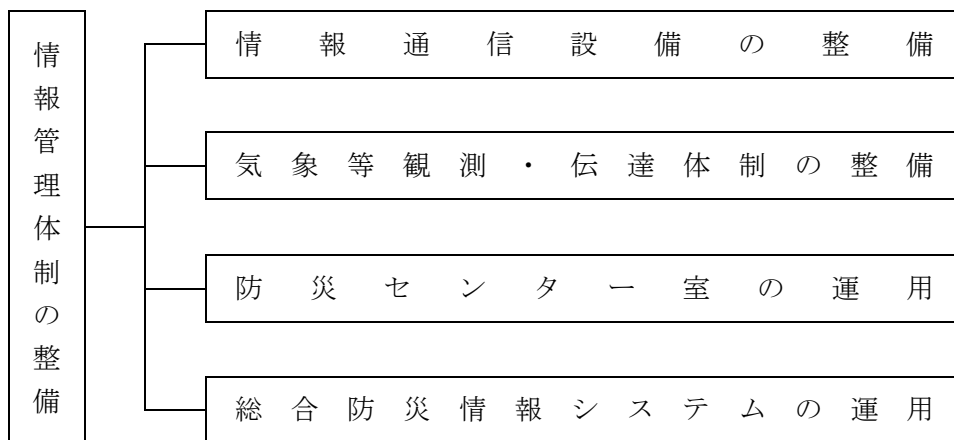 情報管理体制の整備
情報通信設備の整備
気象等観測・伝達体制の整備
防災センター室の運用
総合防災情報システムの運用